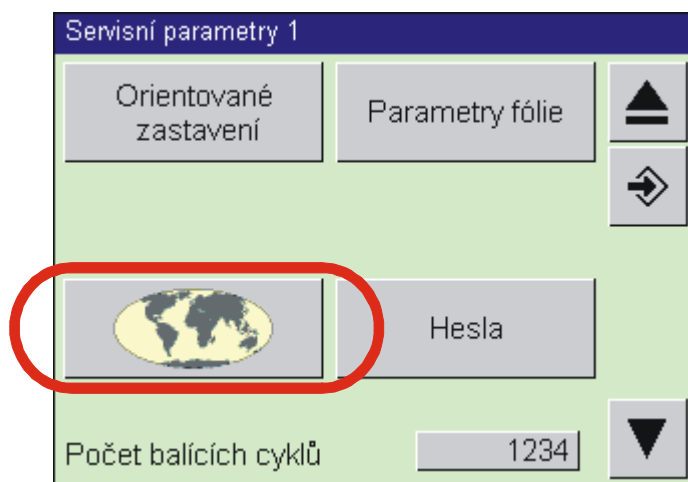 Servisní parametry 1
Orientované
zastavení
Parametry fólie
Hesla
Počet balících cyklů
1234